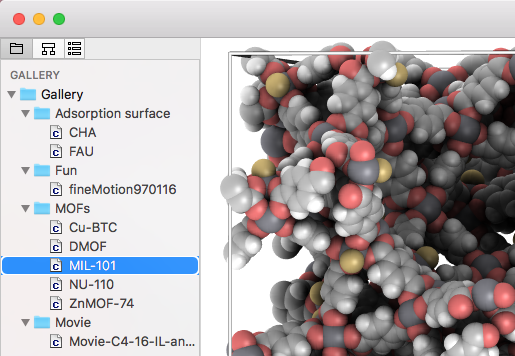 GALLERY
Gallery
Adsorption surface
CHA
FAU
Fun
fineMotion970116
MOFs
Cu-BTC
DMOF
MIL-101
NU-110
ZnMOF-74
Movie
Movie-C4-16-IL-an...